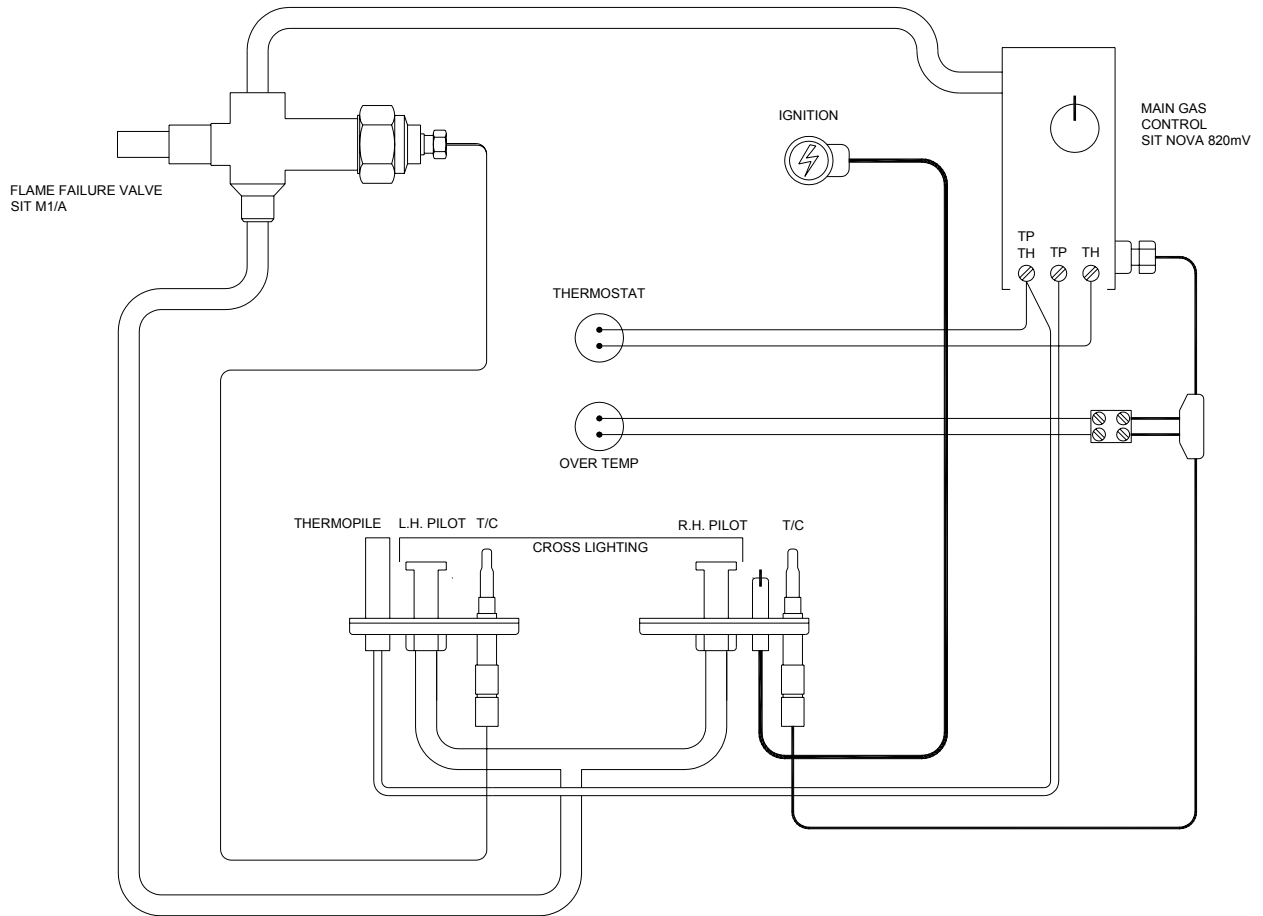 IGNITION
MAIN GAS
CONTROL
SIT NOVA 820mV
FLAME FAILURE VALVE
SIT M1/A
TP
TH
TP
TH
THERMOSTAT
OVER TEMP
THERMOPILE
L.H. PILOT
T/C
R.H. PILOT
T/C
CROSS LIGHTING